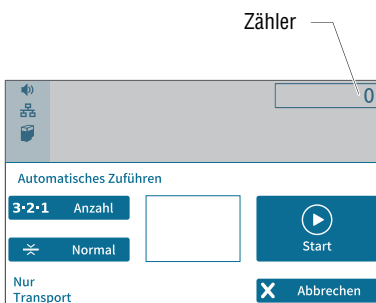 Zähler
0
Automatisches Zuführen
3·2·1 Anzahl
Normal
Start
Nur
Transport
Abbrechen